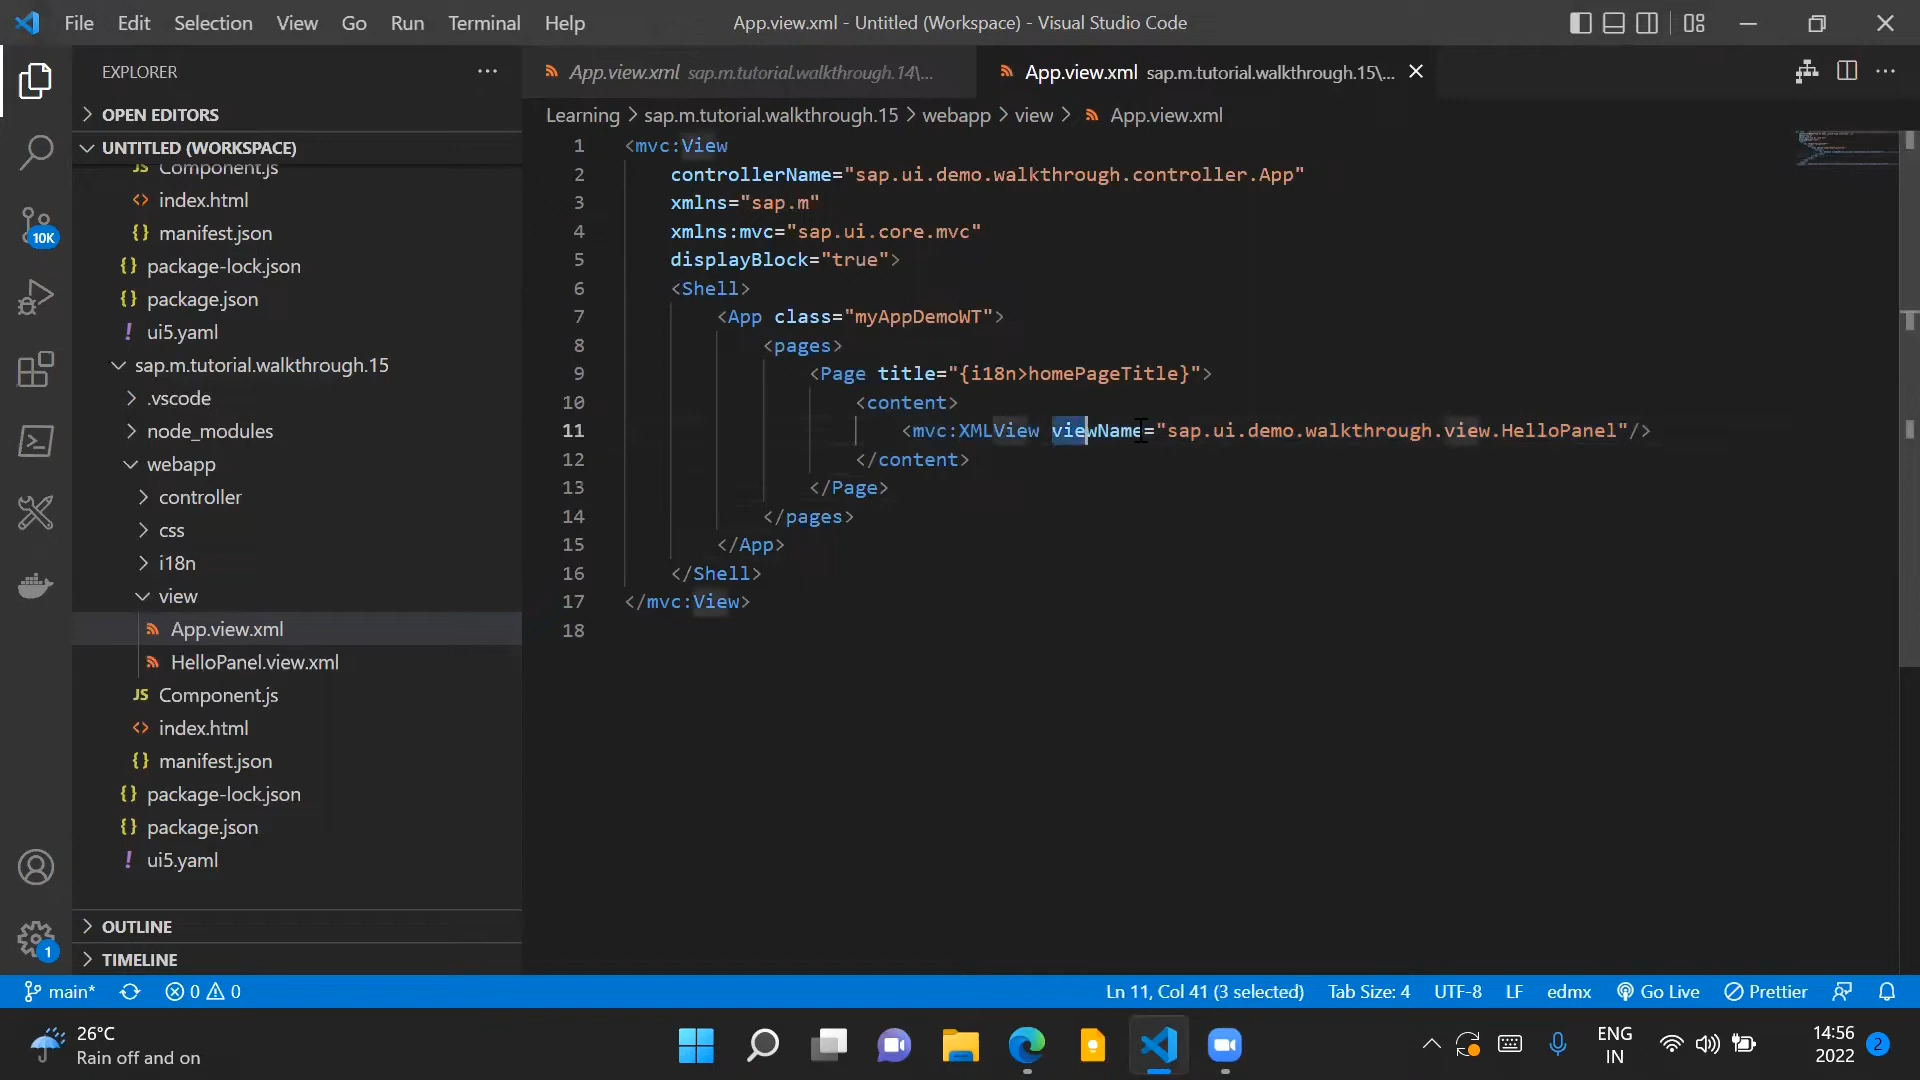 File Edit Selection View Go Run Terminal Help
App.view.xml - Untitled (Workspace) - Visual Studio Code
EXPLORER
OPEN EDITORS
UNTITLED (WORKSPACE)
JS Component.js
<> index.html
{} manifest.json
{} package-lock.json
{} package.json
! ui5.yaml
sap.m.tutorial.walkthrough.15
.vscode
node_modules
webapp
controller
css
i18n
view
App.view.xml
HelloPanel.view.xml
JS Component.js
<> index.html
{} manifest.json
{} package-lock.json
{} package.json
! ui5.yaml
OUTLINE
TIMELINE
10K
1
App.view.xml sap.m.tutorial.walkthrough.14\...
App.view.xml sap.m.tutorial.walkthrough.15\...
Learning > sap.m.tutorial.walkthrough.15 > webapp > view > App.view.xml
1 <mvc:View
2 controllerName="sap.ui.demo.walkthrough.controller.App"
3 xmlns="sap.m"
4 xmlns:mvc="sap.ui.core.mvc"
5 displayBlock="true">
6 <Shell>
7 <App class="myAppDemoWT">
8 <pages>
9 <Page title="{i18n>homePageTitle}">
10 <content>
11 <mvc:XMLView viewName="sap.ui.demo.walkthrough.view.HelloPanel"/>
12 </content>
13 </Page>
14 </pages>
15 </App>
16 </Shell>
17 </mvc:View>
18
main* 0 0
Ln 11, Col 41 (3 selected) Tab Size: 4 UTF-8 LF edmx Go Live Prettier
26°C
Rain off and on
ENG
IN
14:56
2022
2